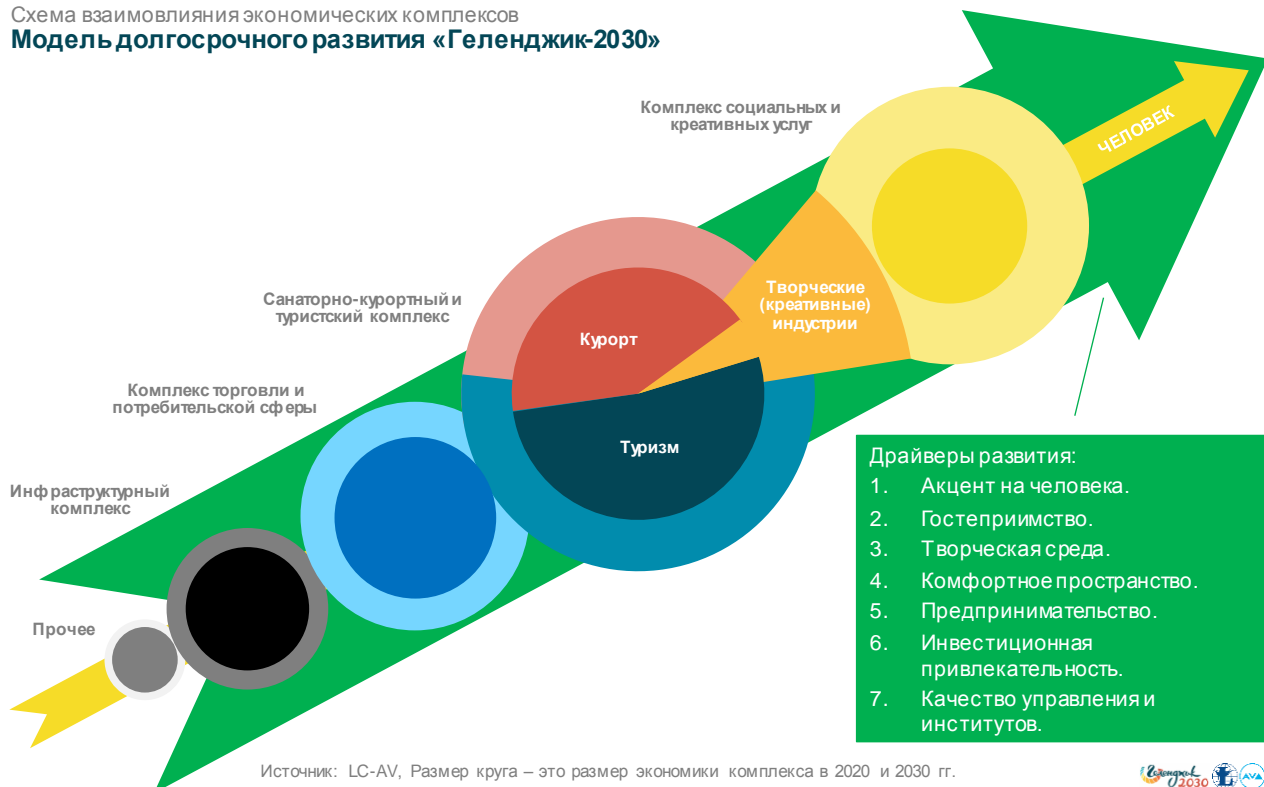 Схема взаимовлияния экономических комплексов
Модель долгосрочного развития «Геленджик-2030»
Комплекс социальных и
креативных услуг
ЧЕЛОВЕК
Санаторно-курортный и
туристский комплекс
Творческие
(креативные)
индустрии
Курорт
Комплекс торговли и
потребительской сферы
Туризм
Инфраструктурный
комплекс
Прочее
Драйверы развития:
1. Акцент на человека.
2. Гостеприимство.
3. Творческая среда.
4. Комфортное пространство.
5. Предпринимательство.
6. Инвестиционная
привлекательность.
7. Качество управления и
институтов.
Источник: LC-AV, Размер круга – это размер экономики комплекса в 2020 и 2030 гг.
Геленджик
2030
AVA